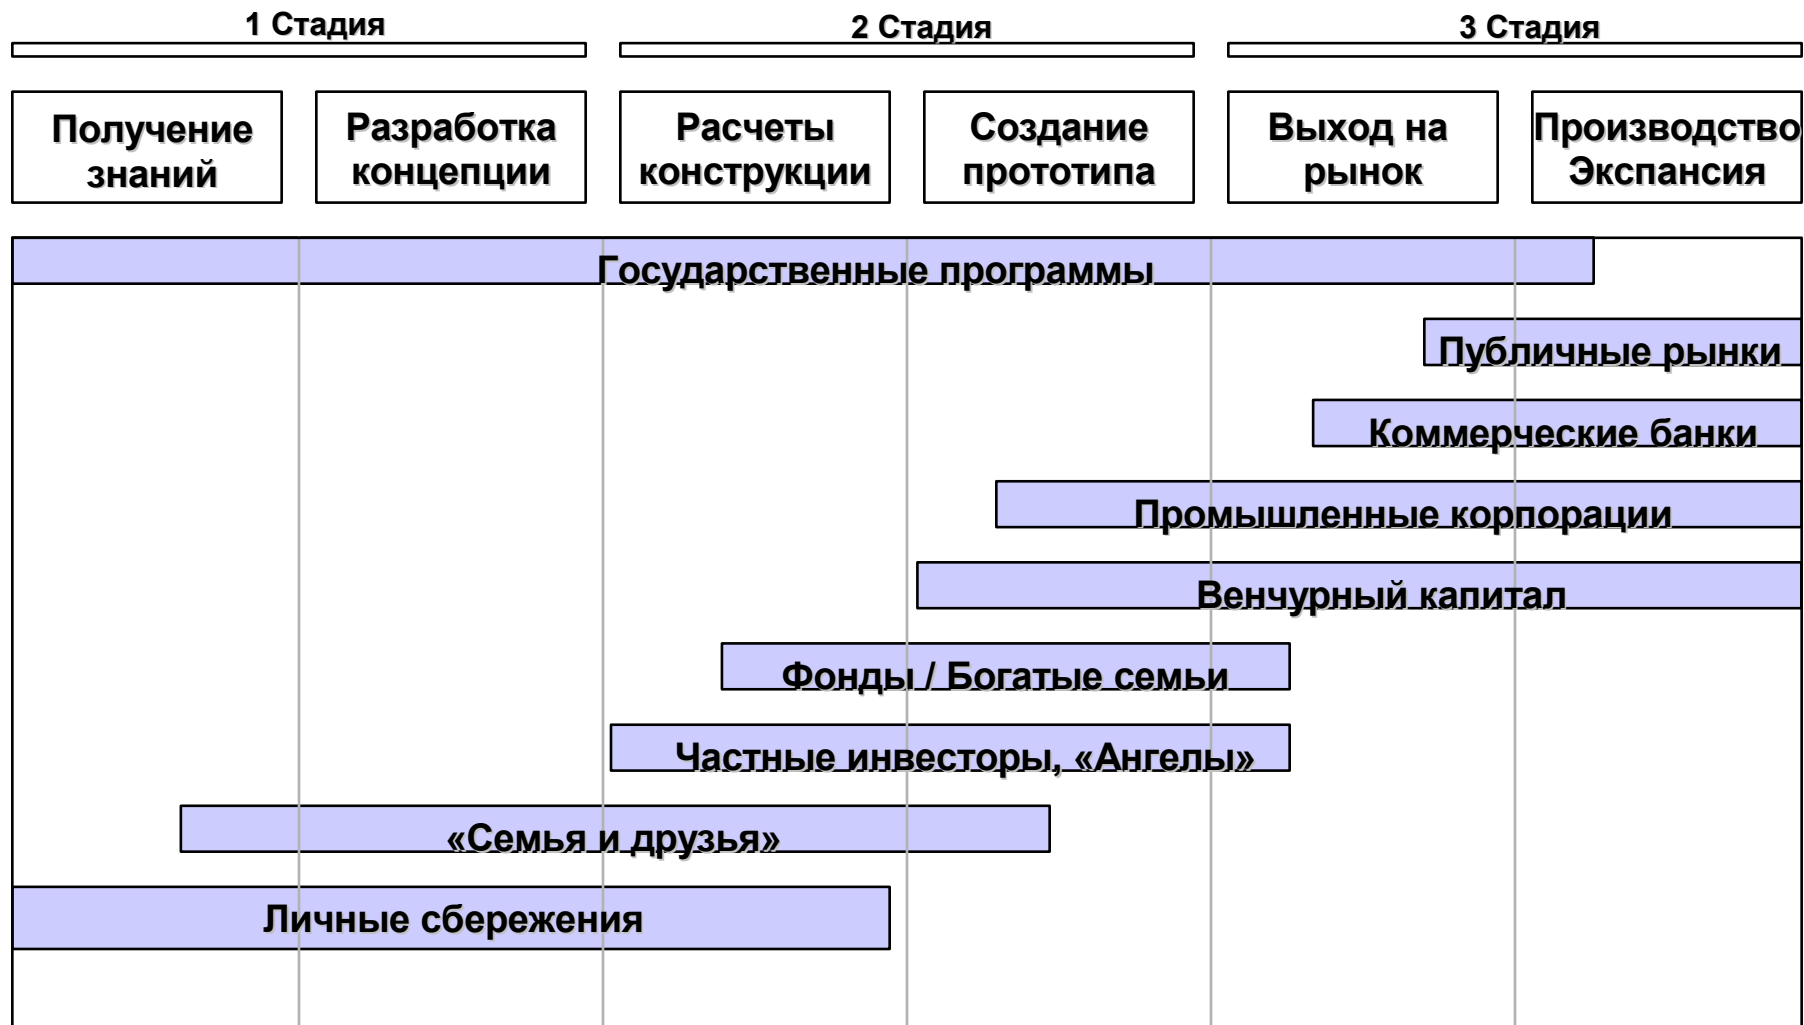 1 Стадия
2 Стадия
3 Стадия
Получение
знаний
Разработка
концепции
Расчеты
конструкции
Создание
прототипа
Выход на
рынок
Производство
Экспансия
Государственные программы
Публичные рынки
Коммерческие банки
Промышленные корпорации
Венчурный капитал
Фонды / Богатые семьи
Частные инвесторы, «Ангелы»
«Семья и друзья»
Личные сбережения